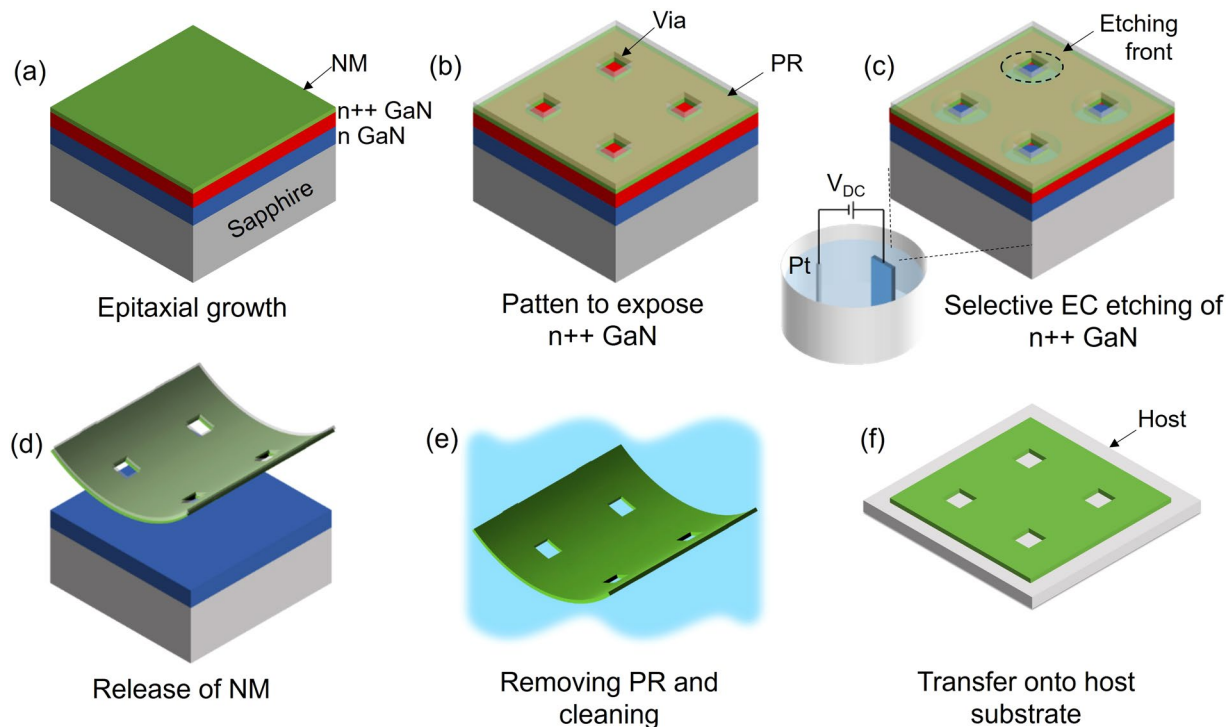 (a)
NM
n++ GaN
n GaN
Sapphire
Epitaxial growth
(b)
Via
PR
Patten to expose
n++ GaN
(c)
Etching
front
VDC
Pt
Selective EC etching of
n++ GaN
(d)
Release of NM
(e)
Removing PR and
cleaning
(f)
Host
Transfer onto host
substrate